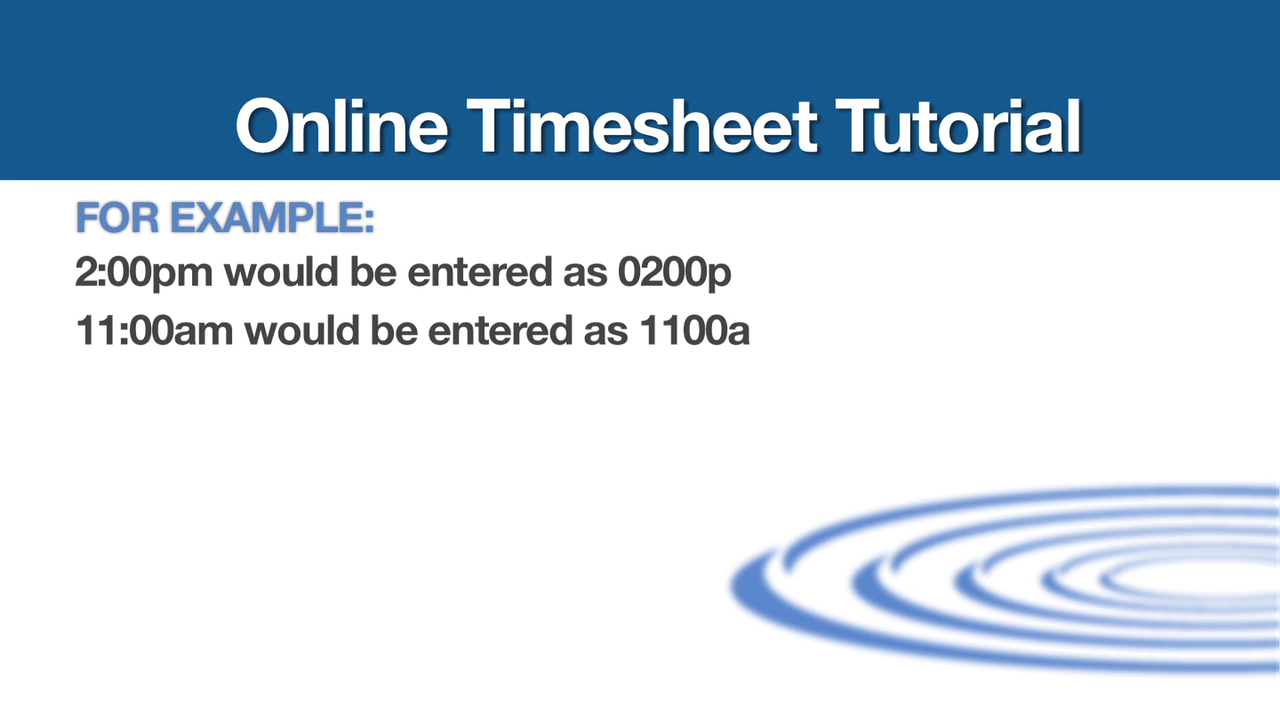 Online Timesheet Tutorial
FOR EXAMPLE:
2:00pm would be entered as 0200p
11:00am would be entered as 1100a